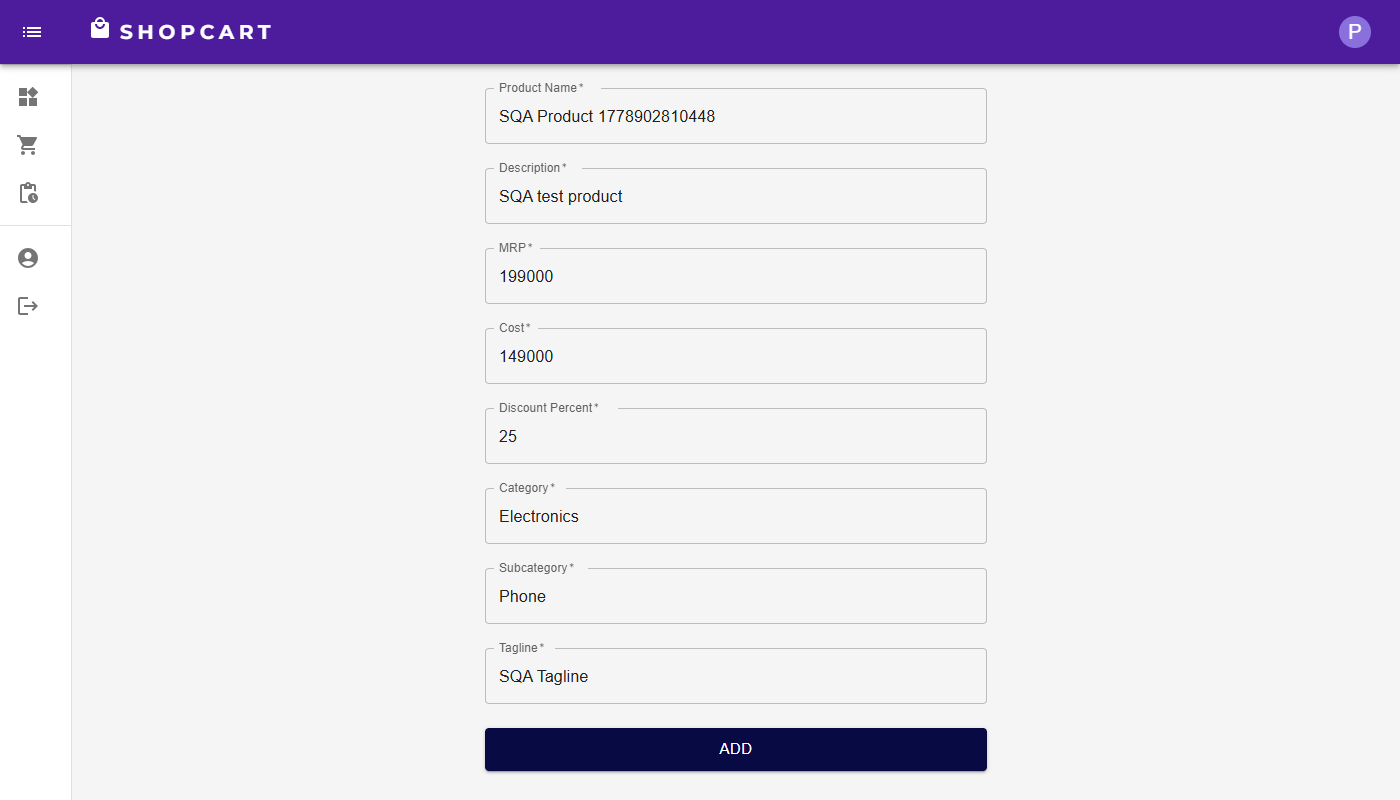 SHOPCART
P
Product Name *
SQA Product 1778902810448
Description *
SQA test product
MRP *
199000
Cost *
149000
Discount Percent *
25
Category *
Electronics
Subcategory *
Phone
Tagline *
SQA Tagline
ADD